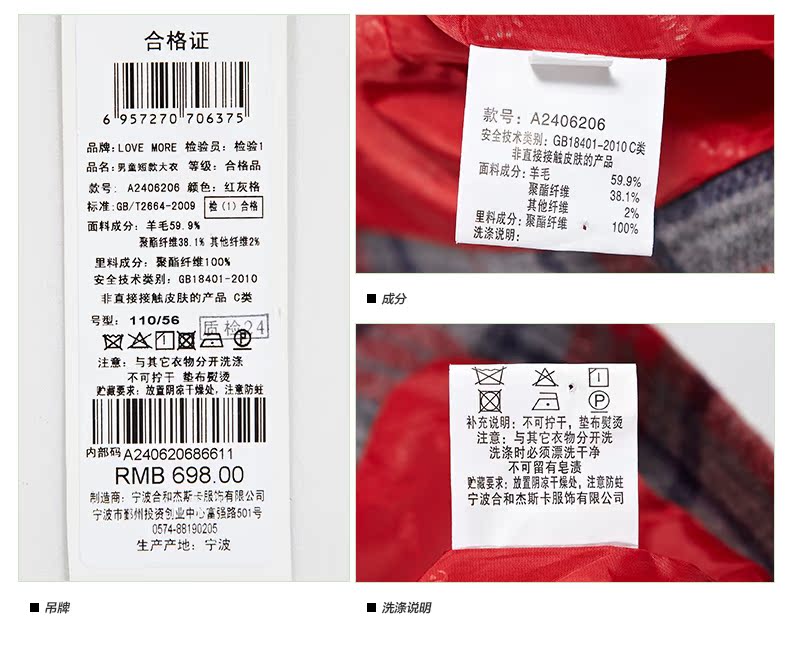 合格证
6 957270 706375
品牌:LOVE MORE 检验员:检验1
品名:男童短款大衣 等级:合格品
款号: A2406206 颜色:红灰格
标准:GB/T2664-2009 检(1)合格
面料成分:羊毛59.9%
聚酯纤维38.1% 其他纤维2%
里料成分:聚酯纤维100%
安全技术类别:GB18401-2010
非直接接触皮肤的产品 C类
号型:110/56 质检24
注意:与其它衣物分开洗涤
不可拧干 垫布熨烫
贮藏要求:放置阴凉干燥处,注意防蛀
内部码A240620686611
RMB 698.00
制造商:宁波合和杰斯卡服饰有限公司
宁波市鄞州投资创业中心富强路501号
0574-88190205
生产产地:宁波
吊牌
款号:A2406206
安全技术类别:GB18401-2010 C类
非直接接触皮肤的产品
面料成分:羊毛 59.9%
聚酯纤维 38.1%
其他纤维 2%
里料成分:聚酯纤维 100%
洗涤说明:
成分
补充说明:不可拧干,垫布熨烫
注意:与其它衣物分开洗
洗涤时必须漂洗干净
不可留有皂渍
贮藏要求:放置阴凉干燥处,注意防蛀
宁波合和杰斯卡服饰有限公司
洗涤说明